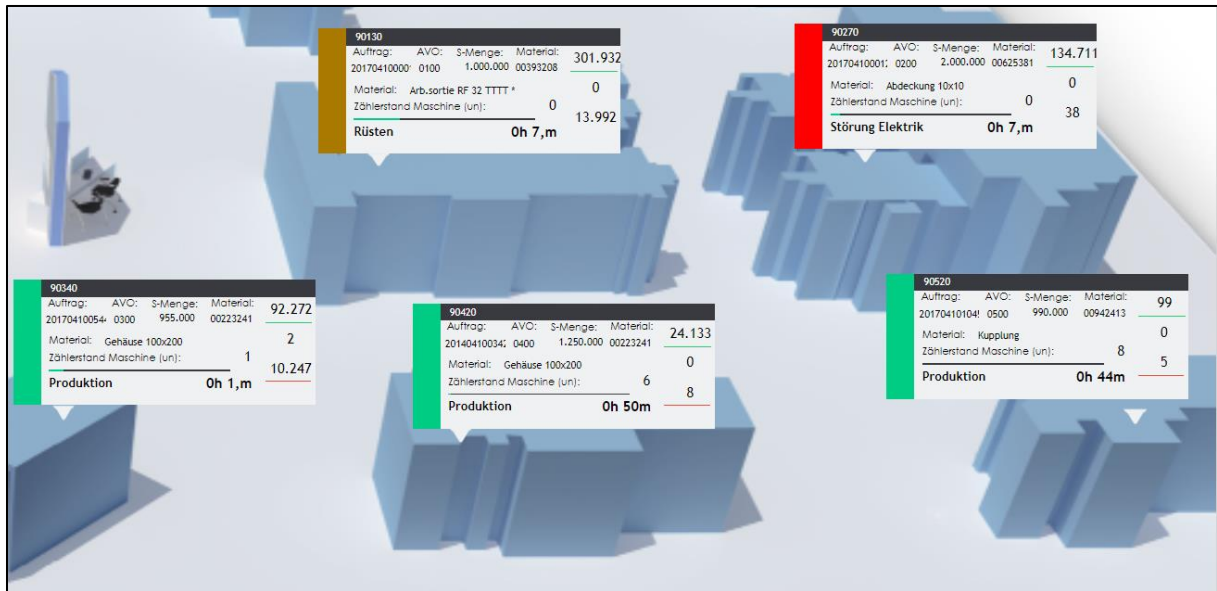 90130
Auftrag: AVO: S-Menge: Material: 301.932
0100 1.000.000 00393208
0
Material: Arb.sortie RF 32 TTTT *
Zählerstand Maschine (un): 0
13.992
Rüsten 0h 7,m
90270
Auftrag: AVO: S-Menge: Material: 134.711
0200 2.000.000 00625381
0
Material: Abdeckung 10x10
Zählerstand Maschine (un): 0
38
Störung Elektrik 0h 7,m
90340
Auftrag: AVO: S-Menge: Material: 92.272
0300 955.000 00223241
2
Material: Gehäuse 100x200
Zählerstand Maschine (un): 1
10.247
Produktion 0h 1,m
90420
Auftrag: AVO: S-Menge: Material: 24.133
0400 1.250.000 00223241
0
Material: Gehäuse 100x200
Zählerstand Maschine (un): 6
8
Produktion 0h 50m
90520
Auftrag: AVO: S-Menge: Material: 99
0500 990.000 00942413
0
Material: Kupplung
Zählerstand Maschine (un): 8
5
Produktion 0h 44m